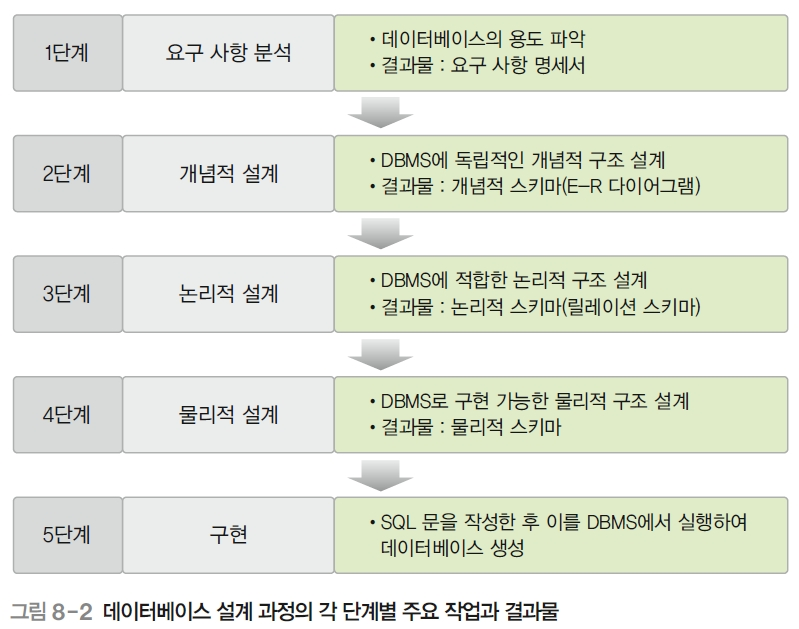 1단계
요구 사항 분석
• 데이터베이스의 용도 파악
• 결과물 : 요구 사항 명세서
2단계
개념적 설계
• DBMS에 독립적인 개념적 구조 설계
• 결과물 : 개념적 스키마(E-R 다이어그램)
3단계
논리적 설계
• DBMS에 적합한 논리적 구조 설계
• 결과물 : 논리적 스키마(릴레이션 스키마)
4단계
물리적 설계
• DBMS로 구현 가능한 물리적 구조 설계
• 결과물 : 물리적 스키마
5단계
구현
• SQL 문을 작성한 후 이를 DBMS에서 실행하여
데이터베이스 생성
그림 8-2 데이터베이스 설계 과정의 각 단계별 주요 작업과 결과물